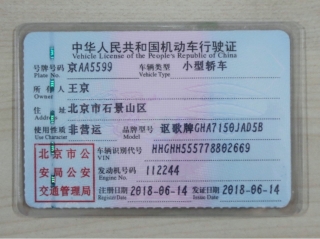 中华人民共和国机动车行驶证
Vehicle License of the People's Republic of China
号牌号码 京AA5599 车辆类型 小型轿车
Plate No. Vehicle Type
所有人 王京
Owner
住址 北京市石景山区
Address
使用性质 非营运 品牌型号 讴歌牌GHA7150JAD5B
Use Character Model
北京市公安局公安交通管理局
车辆识别代号 HHGHH555778802669
VIN
发动机号码 112244
Engine No.
注册日期 2018-06-14 发证日期 2018-06-14
Register Date Issue Date